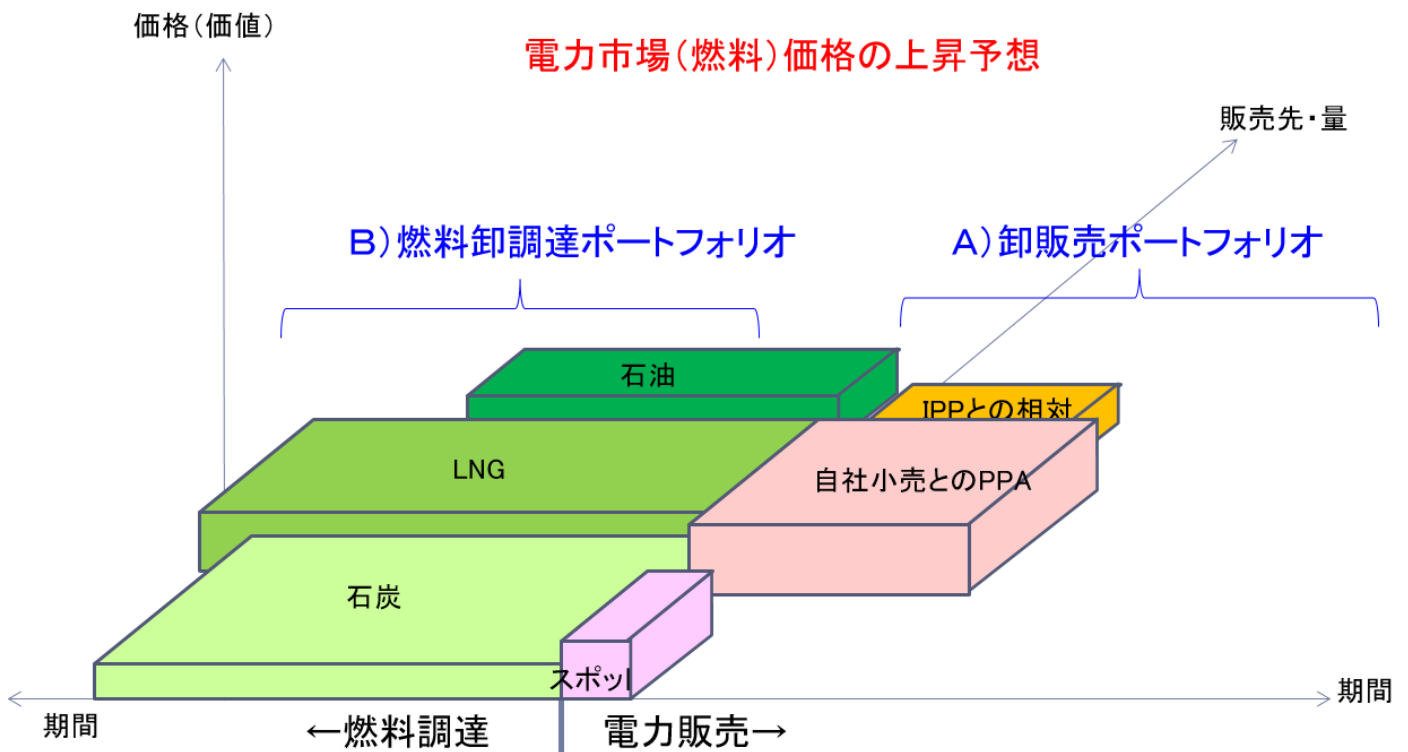 価格(価値)
電力市場(燃料)価格の上昇予想
販売先・量
B)燃料卸調達ポートフォリオ
A)卸販売ポートフォリオ
石油
IPPとの相対
LNG
自社小売とのPPA
石炭
スポッ
期間
←燃料調達
電力販売→
期間